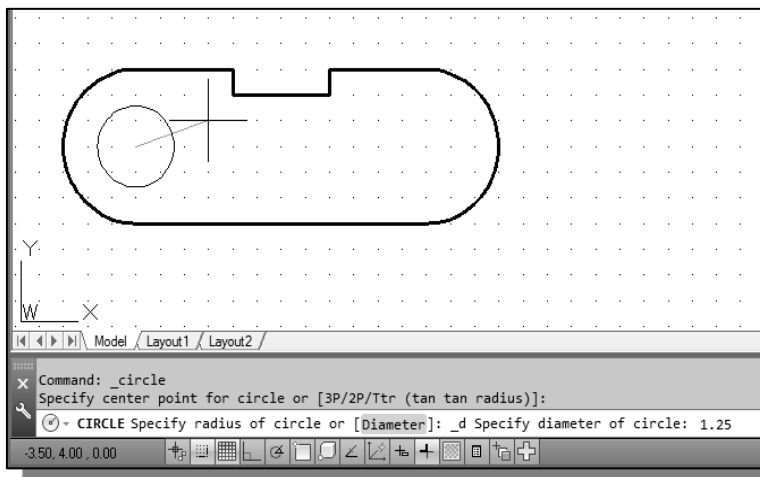 Y
W X
Model Layout1 Layout2
Command: _circle
Specify center point for circle or [3P/2P/Ttr (tan tan radius)]:
CIRCLE Specify radius of circle or [Diameter]: _d Specify diameter of circle: 1.25
-3.50, 4.00 , 0.00